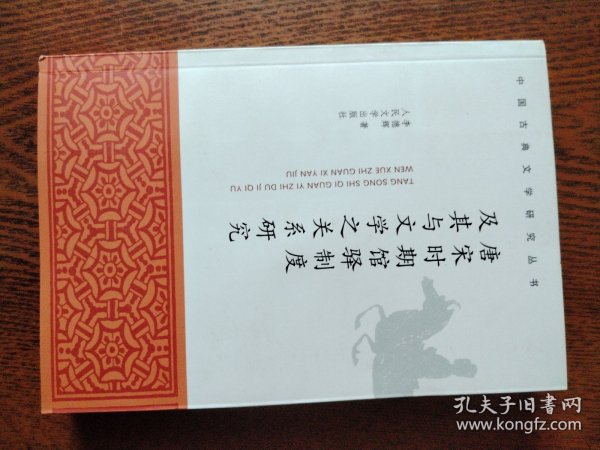 中国古典文学研究丛书
唐宋时期馆驿制度
及其与文学之关系研究
TANG SONG SHI QI GUAN YI ZHI DU JI QI YU
WEN XUE ZHI GUAN XI YAN JIU
李德辉 著
人民文学出版社
孔夫子旧书网
www.kongfz.com